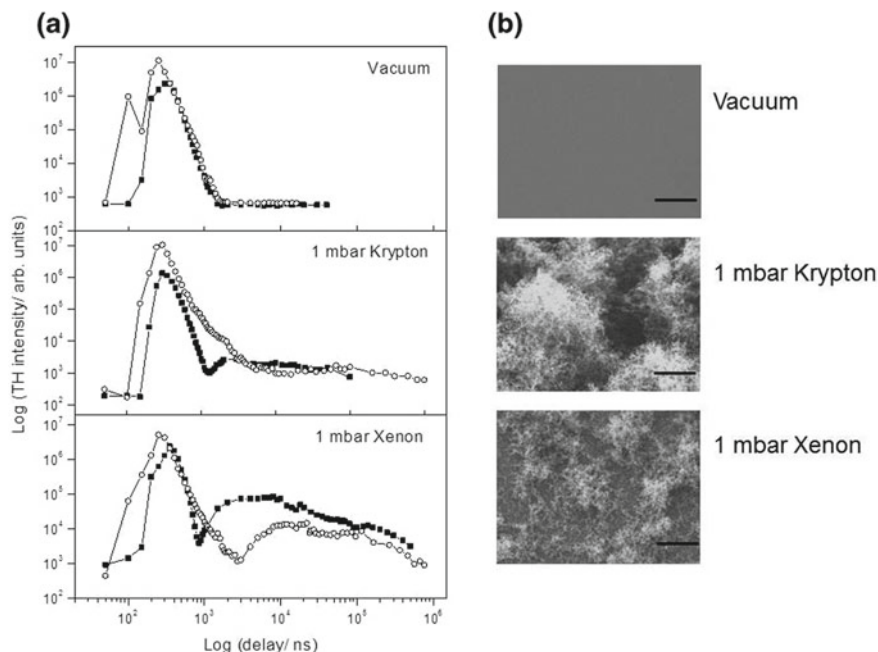 (a)
(b)
Vacuum
10⁷
10⁶
10⁵
10⁴
10³
10²
1 mbar Krypton
10⁷
10⁶
10⁵
10⁴
10³
10²
1 mbar Xenon
10⁷
10⁶
10⁵
10⁴
10³
10²
10² 10³ 10⁴ 10⁵ 10⁶
Log (delay/ ns)
Log (TH intensity/ arb. units)
Vacuum
1 mbar Krypton
1 mbar Xenon